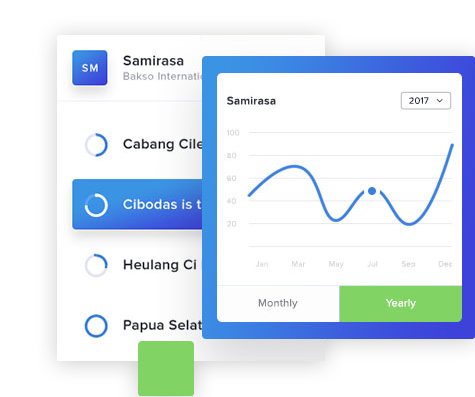 SM
Samirasa
Bakso Internatio
Cabang Cile
Cibodas is t
Heulang Ci
Papua Selat
Samirasa
2017
100
80
60
40
20
Jan Mar May Jul Sep Dec
Monthly Yearly